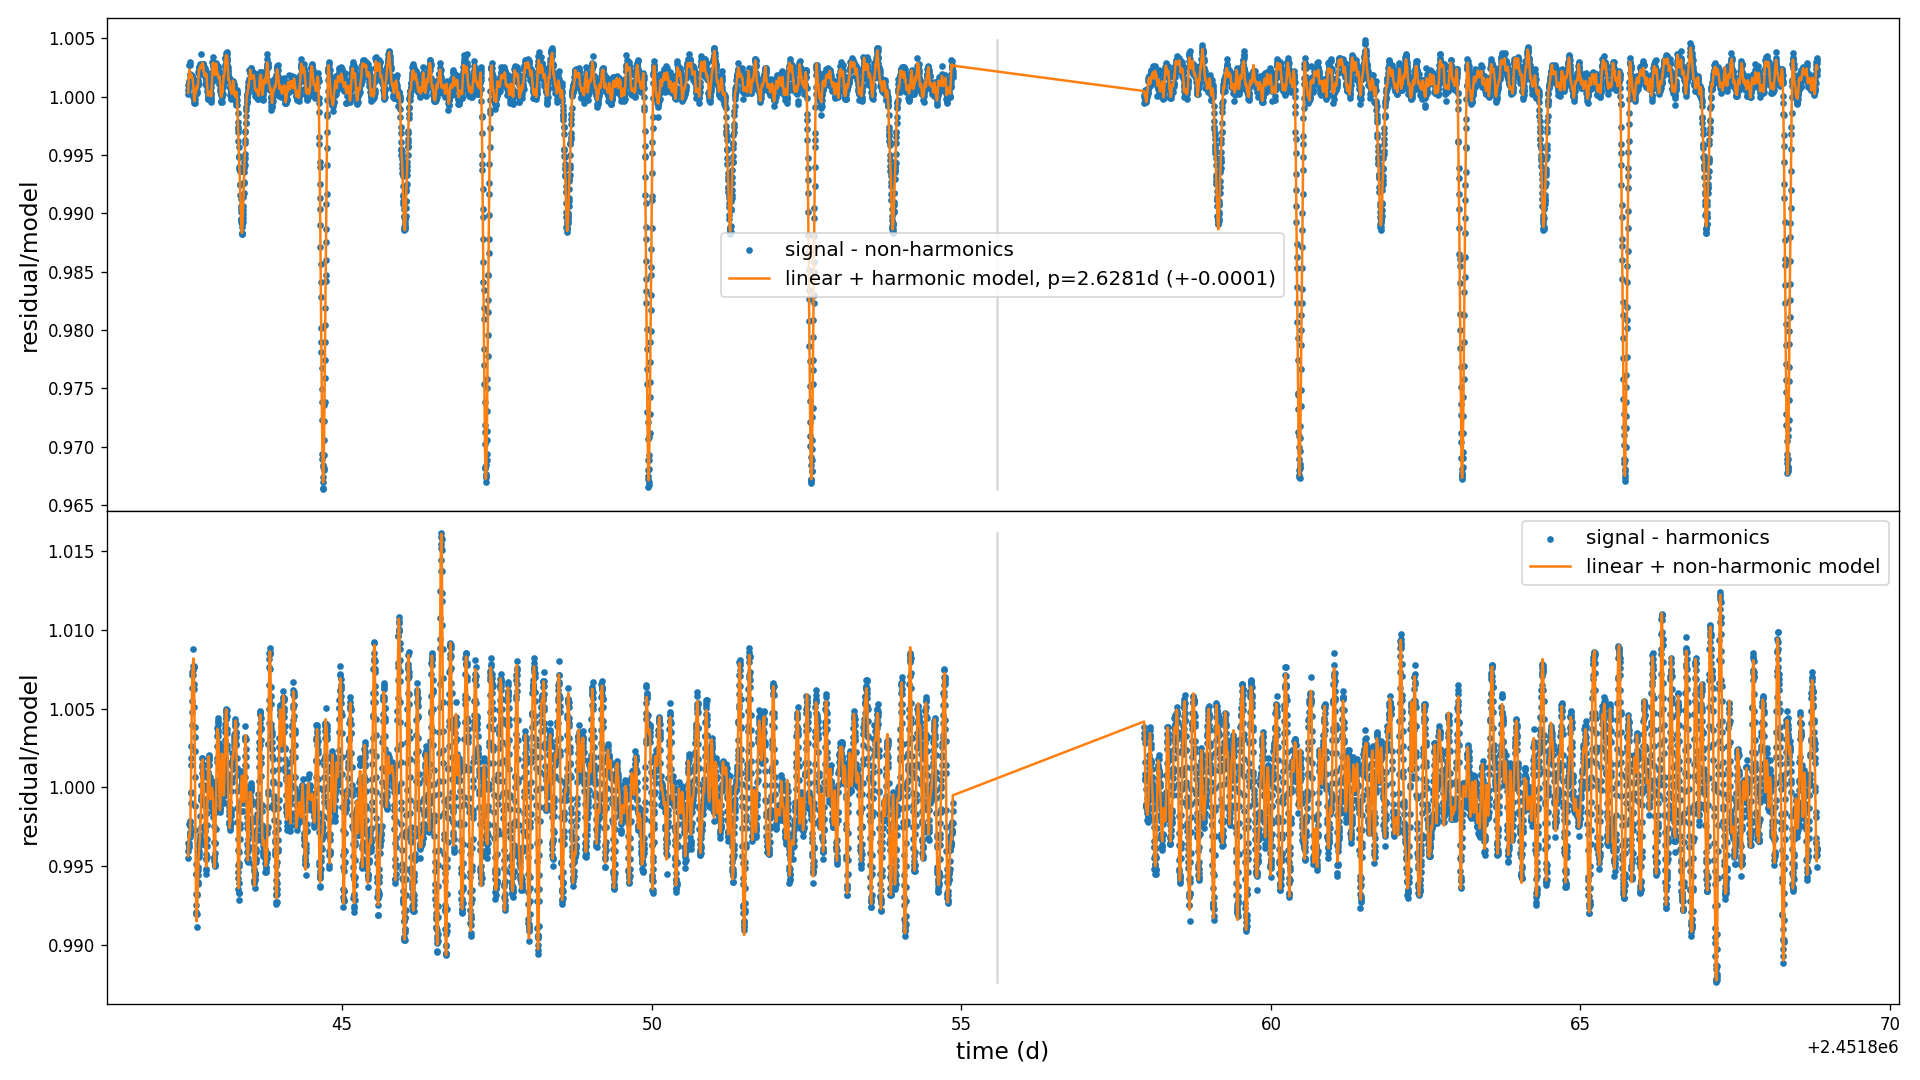 1.005
1.000
0.995
0.990
0.985
0.980
0.975
0.970
0.965
residual/model
signal - non-harmonics
linear + harmonic model, p=2.6281d (+-0.0001)
1.015
1.010
1.005
1.000
0.995
0.990
residual/model
signal - harmonics
linear + non-harmonic model
45 50 55 60 65 70
time (d)
+2.4518e6